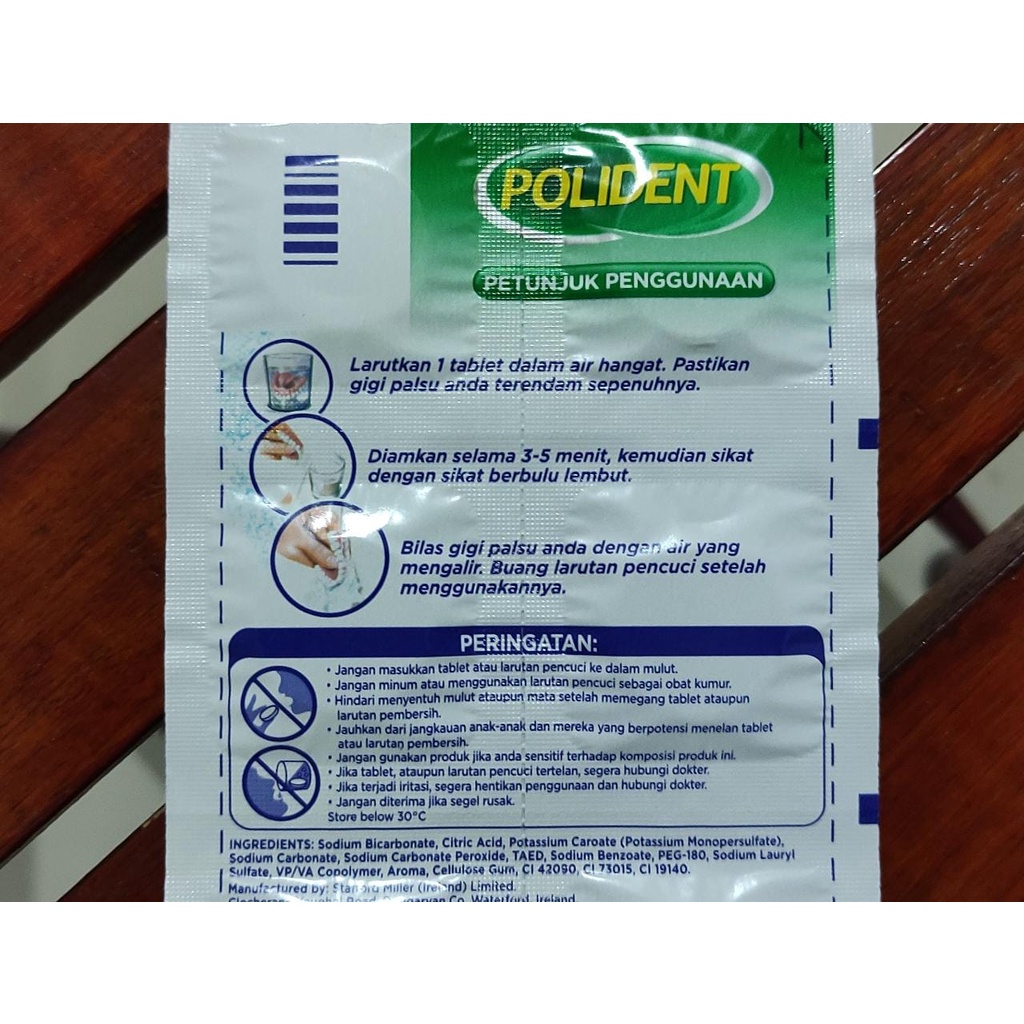 POLIDENT
PETUNJUK PENGGUNAAN
Larutkan 1 tablet dalam air hangat. Pastikan
gigi palsu anda terendam sepenuhnya.
Diamkan selama 3-5 menit, kemudian sikat
dengan sikat berbulu lembut.
Bilas gigi palsu anda dengan air yang
mengalir. Buang larutan pencuci setelah
menggunakannya.
PERINGATAN:
• Jangan masukkan tablet atau larutan pencuci ke dalam mulut.
• Jangan minum atau menggunakan larutan pencuci sebagai obat kumur.
• Hindari menyentuh mulut ataupun mata setelah memegang tablet ataupun
larutan pembersih.
• Jauhkan dari jangkauan anak-anak dan mereka yang berpotensi menelan tablet
atau larutan pembersih.
• Jangan gunakan produk jika anda sensitif terhadap komposisi produk ini.
• Jika tablet, ataupun larutan pencuci tertelan, segera hubungi dokter.
• Jika terjadi iritasi, segera hentikan penggunaan dan hubungi dokter.
• Jangan diterima jika segel rusak.
Store below 30°C
INGREDIENTS: Sodium Bicarbonate, Citric Acid, Potassium Caroate (Potassium Monopersulfate),
Sodium Carbonate, Sodium Carbonate Peroxide, TAED, Sodium Benzoate, PEG-180, Sodium Lauryl
Sulfate, VP/VA Copolymer, Aroma, Cellulose Gum, CI 42090, CI 73015, CI 19140.
Manufactured by: Stafford Miller (Ireland) Limited.
Co. Waterford, Ireland